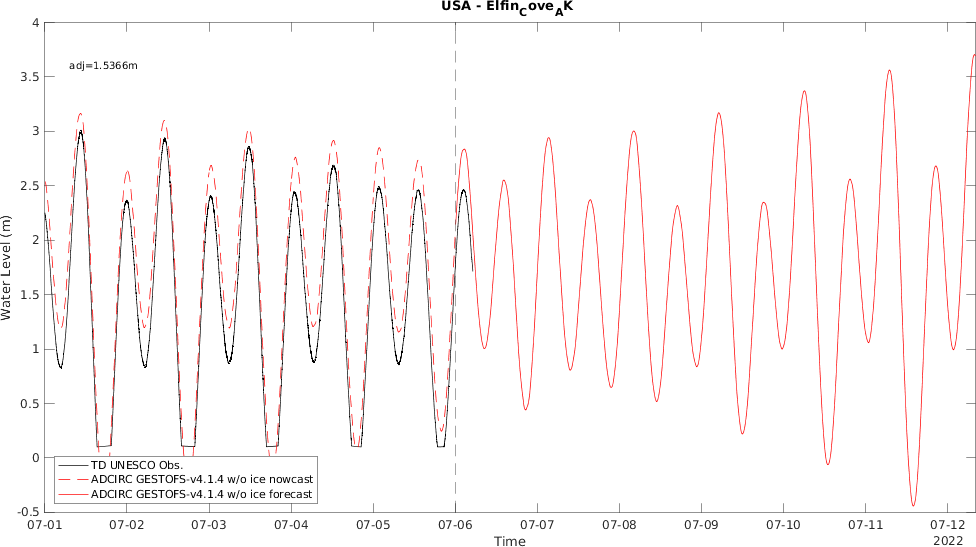 USA - ElfinCoveAK
4
3.5
3
2.5
2
1.5
1
0.5
0
-0.5
Water Level (m)
adj=1.5366m
TD UNESCO Obs.
ADCIRC GESTOFS-v4.1.4 w/o ice nowcast
ADCIRC GESTOFS-v4.1.4 w/o ice forecast
07-01 07-02 07-03 07-04 07-05 07-06 07-07 07-08 07-09 07-10 07-11 07-12
Time
2022